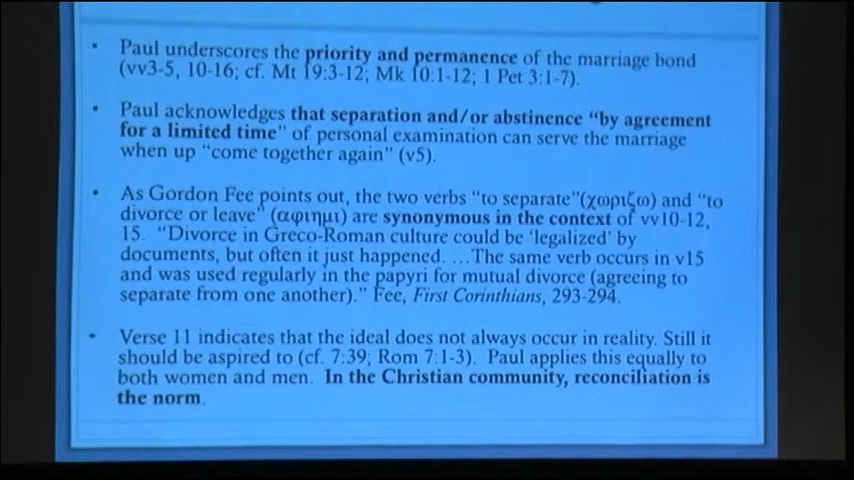 • Paul underscores the priority and permanence of the marriage bond
(vv3-5, 10-16; cf. Mt 19:3-12; Mk 10:1-12; 1 Pet 3:1-7).
• Paul acknowledges that separation and/or abstinence “by agreement
for a limited time” of personal examination can serve the marriage
when up “come together again” (v5).
• As Gordon Fee points out, the two verbs “to separate”(χωριζω) and “to
divorce or leave” (αφιημι) are synonymous in the context of vv10-12,
15. “Divorce in Greco-Roman culture could be ‘legalized’ by
documents, but often it just happened. …The same verb occurs in v15
and was used regularly in the papyri for mutual divorce (agreeing to
separate from one another).” Fee, First Corinthians, 293-294.
• Verse 11 indicates that the ideal does not always occur in reality. Still it
should be aspired to (cf. 7:39; Rom 7:1-3). Paul applies this equally to
both women and men. In the Christian community, reconciliation is
the norm.